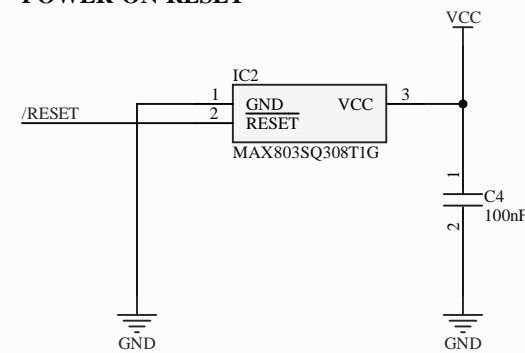 POWER ON RESET
VCC
IC2
1 GND VCC 3
/RESET 2 RESET
MAX803SQ308T1G
1
C4
100nF
2
GND GND